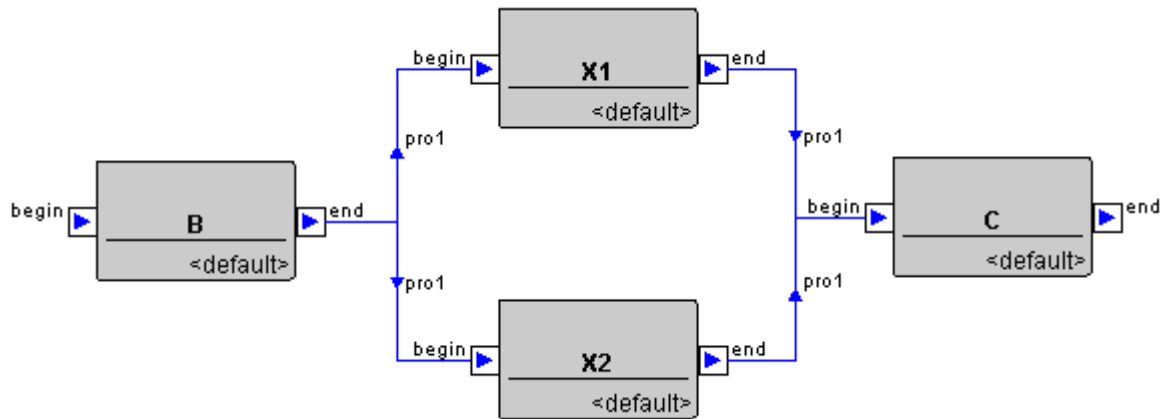 begin
X1
<default>
end
pro1
pro1
begin
B
<default>
end
begin
C
<default>
end
pro1
pro1
begin
X2
<default>
end